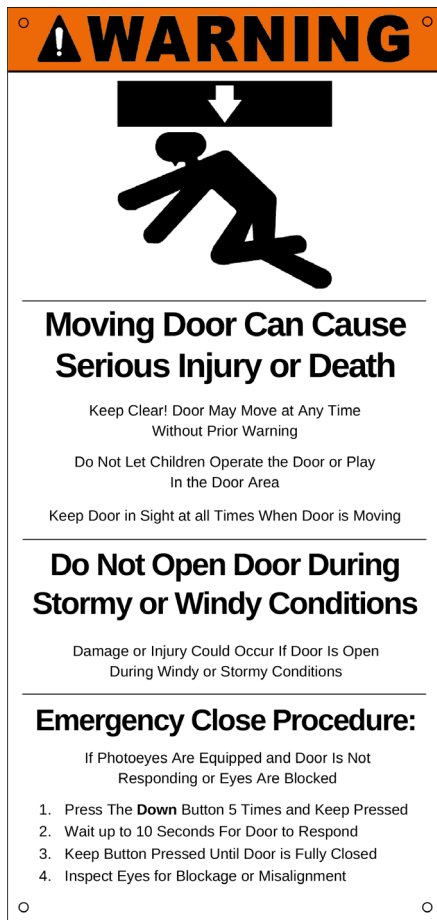 WARNING
Moving Door Can Cause
Serious Injury or Death
Keep Clear! Door May Move at Any Time
Without Prior Warning
Do Not Let Children Operate the Door or Play
In the Door Area
Keep Door in Sight at all Times When Door is Moving
Do Not Open Door During
Stormy or Windy Conditions
Damage or Injury Could Occur If Door Is Open
During Windy or Stormy Conditions
Emergency Close Procedure:
If Photoeyes Are Equipped and Door Is Not
Responding or Eyes Are Blocked
1. Press The Down Button 5 Times and Keep Pressed
2. Wait up to 10 Seconds For Door to Respond
3. Keep Button Pressed Until Door is Fully Closed
4. Inspect Eyes for Blockage or Misalignment